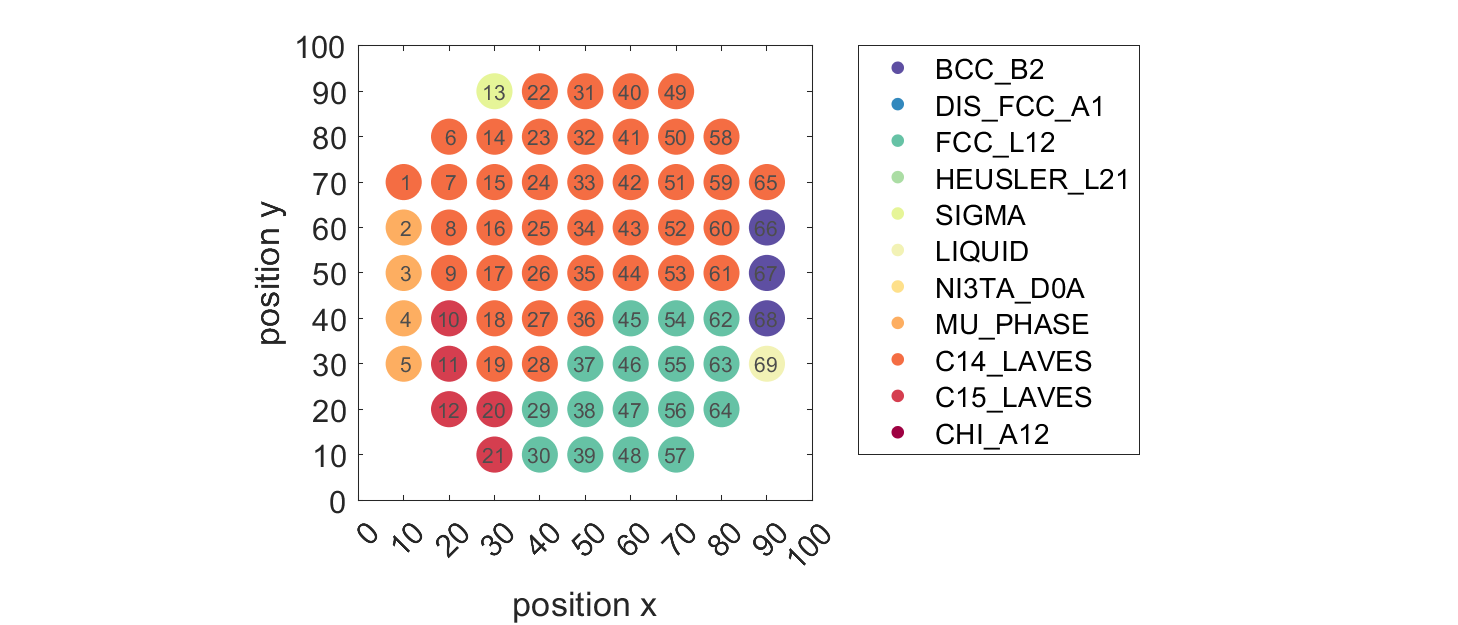 100
90 13 22 31 40 49
80 6 14 23 32 41 50 58
70 1 7 15 24 33 42 51 59 65
60 2 8 16 25 34 43 52 60 66
50 3 9 17 26 35 44 53 61 67
40 4 10 18 27 36 45 54 62 68
30 5 11 19 28 37 46 55 63 69
20 12 20 29 38 47 56 64
10 21 30 39 48 57
0
0 10 20 30 40 50 60 70 80 90 100
position x
position y
BCC_B2
DIS_FCC_A1
FCC_L12
HEUSLER_L21
SIGMA
LIQUID
NI3TA_D0A
MU_PHASE
C14_LAVES
C15_LAVES
CHI_A12